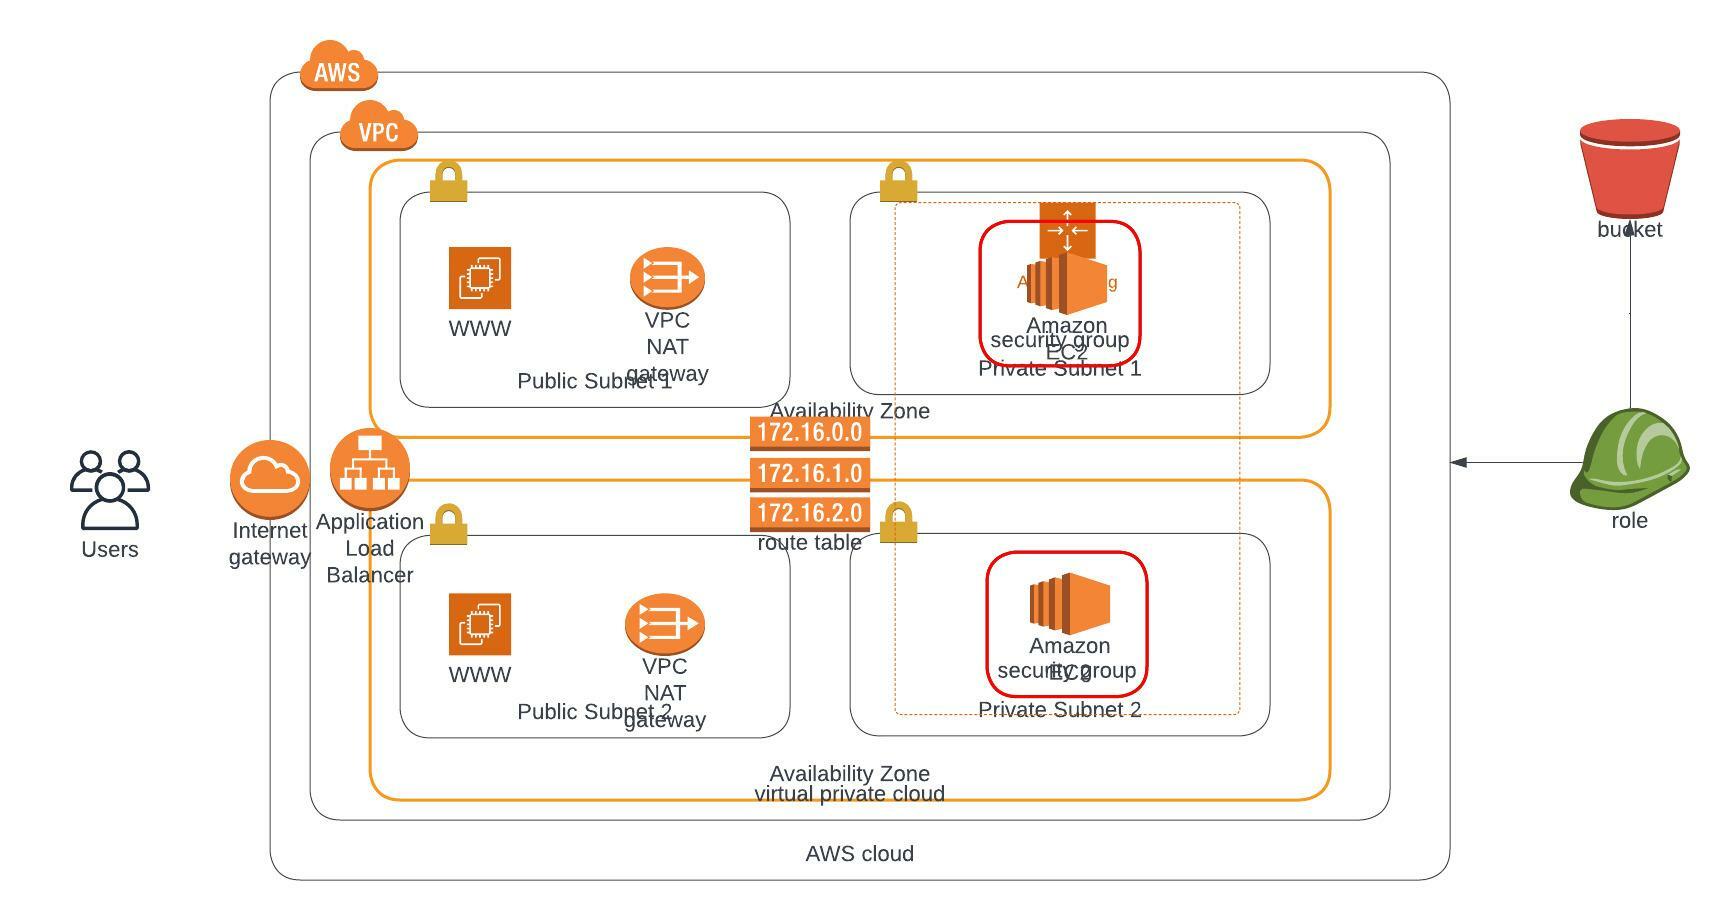 AWS
VPC
WWW
VPC
NAT
gateway
Public Subnet 1
Amazon
EC2
security group
Private Subnet 1
bucket
Availability Zone
172.16.0.0
172.16.1.0
172.16.2.0
route table
Users
Internet
gateway
Application
Load
Balancer
role
WWW
VPC
NAT
gateway
Public Subnet 2
Amazon
EC2
security group
Private Subnet 2
Availability Zone
virtual private cloud
AWS cloud